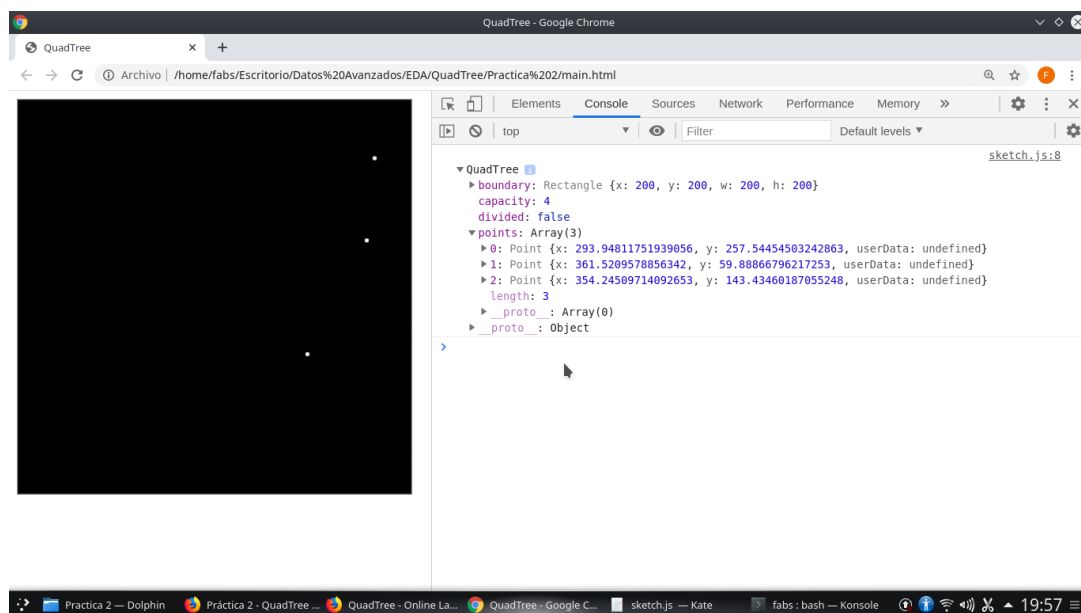 QuadTree - Google Chrome
QuadTree
Archivo | /home/fabs/Escritorio/Datos%20Avanzados/EDA/QuadTree/Practica%202/main.html
F
Elements Console Sources Network Performance Memory »
top Filter Default levels ▼
sketch.js:8
▼QuadTree i
▶boundary: Rectangle {x: 200, y: 200, w: 200, h: 200}
capacity: 4
divided: false
▼points: Array(3)
▶0: Point {x: 293.94811751939056, y: 257.54454503242863, userData: undefined}
▶1: Point {x: 361.5209578856342, y: 59.88866796217253, userData: undefined}
▶2: Point {x: 354.24509714092653, y: 143.43460187055248, userData: undefined}
length: 3
▶__proto__: Array(0)
▶__proto__: Object
Practica 2 — Dolphin Práctica 2 - QuadTree ... QuadTree - Online La... QuadTree - Google C... sketch.js — Kate fabs : bash — Konsole 19:57